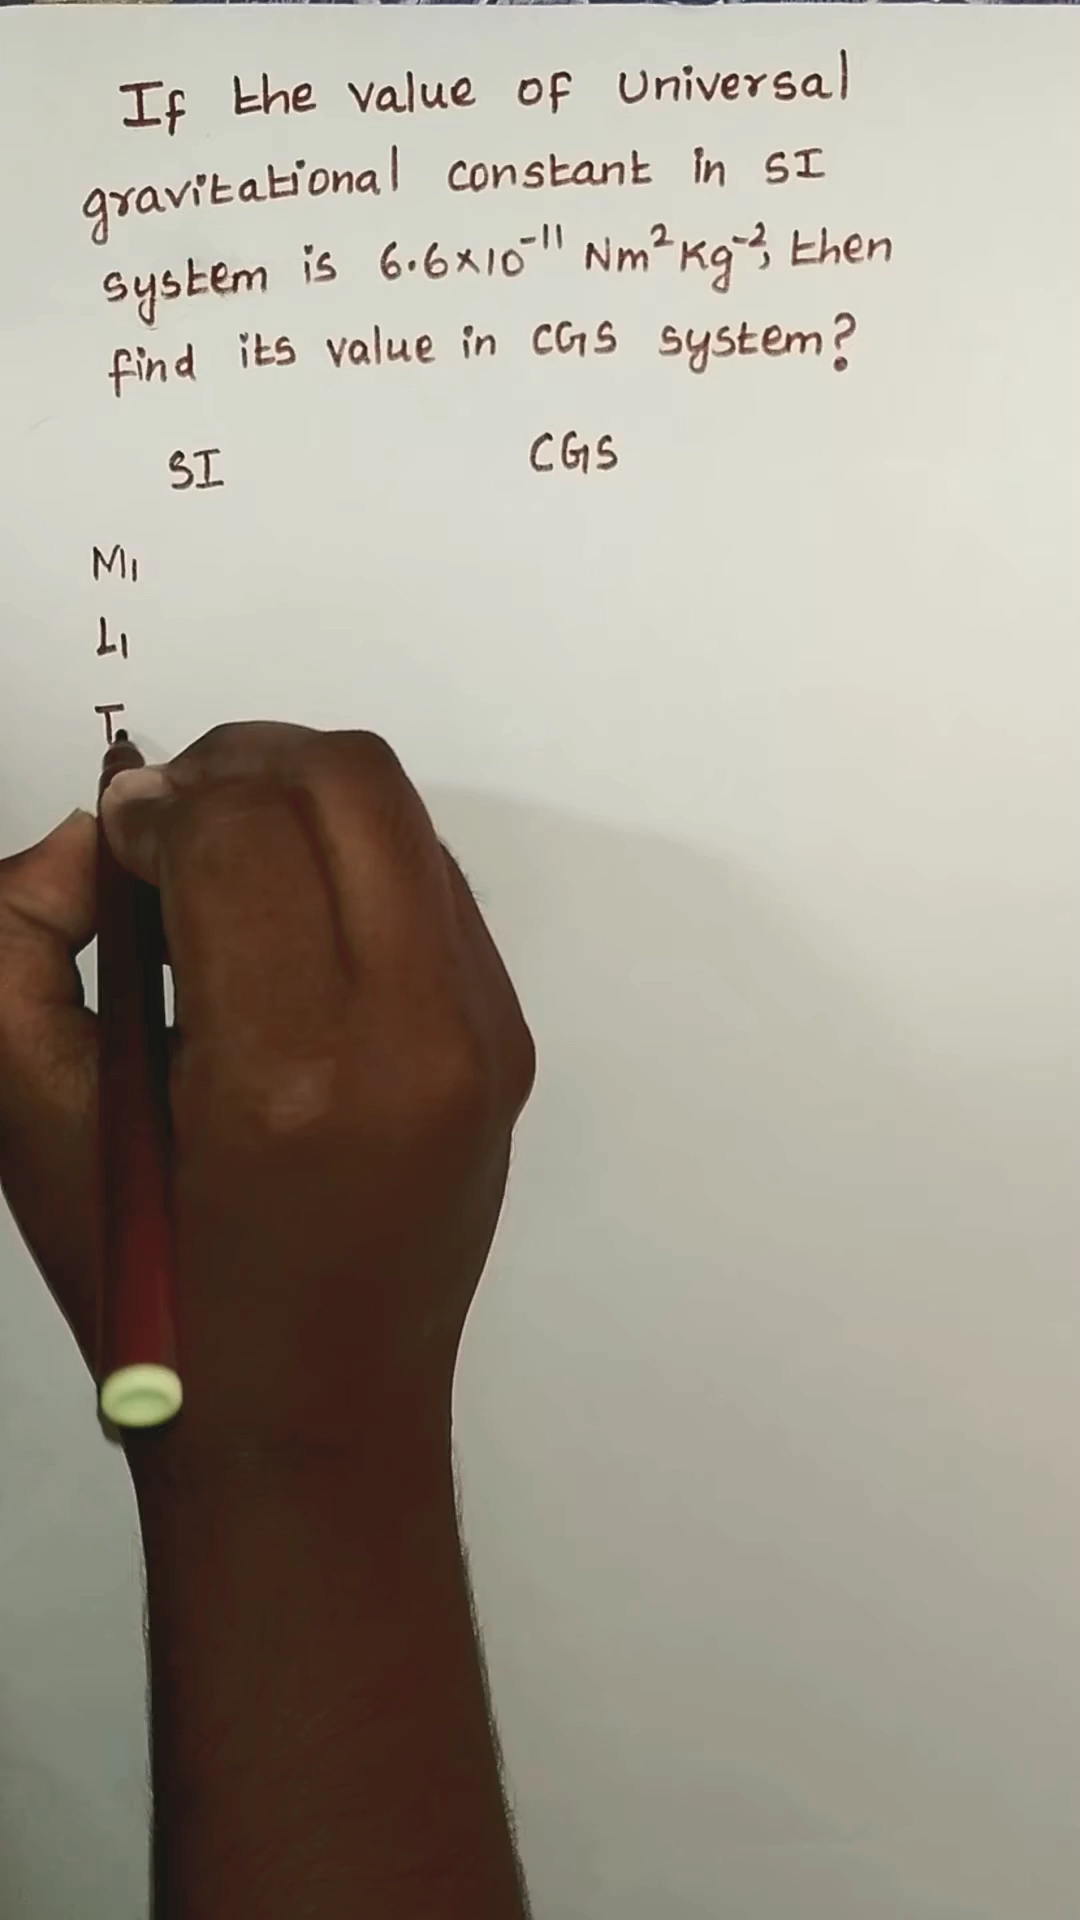 If the value of universal
gravitational constant in SI
system is 6.6×10⁻¹¹ Nm²Kg⁻², then
find its value in CGS system?
SI CGS
M₁
L₁
T